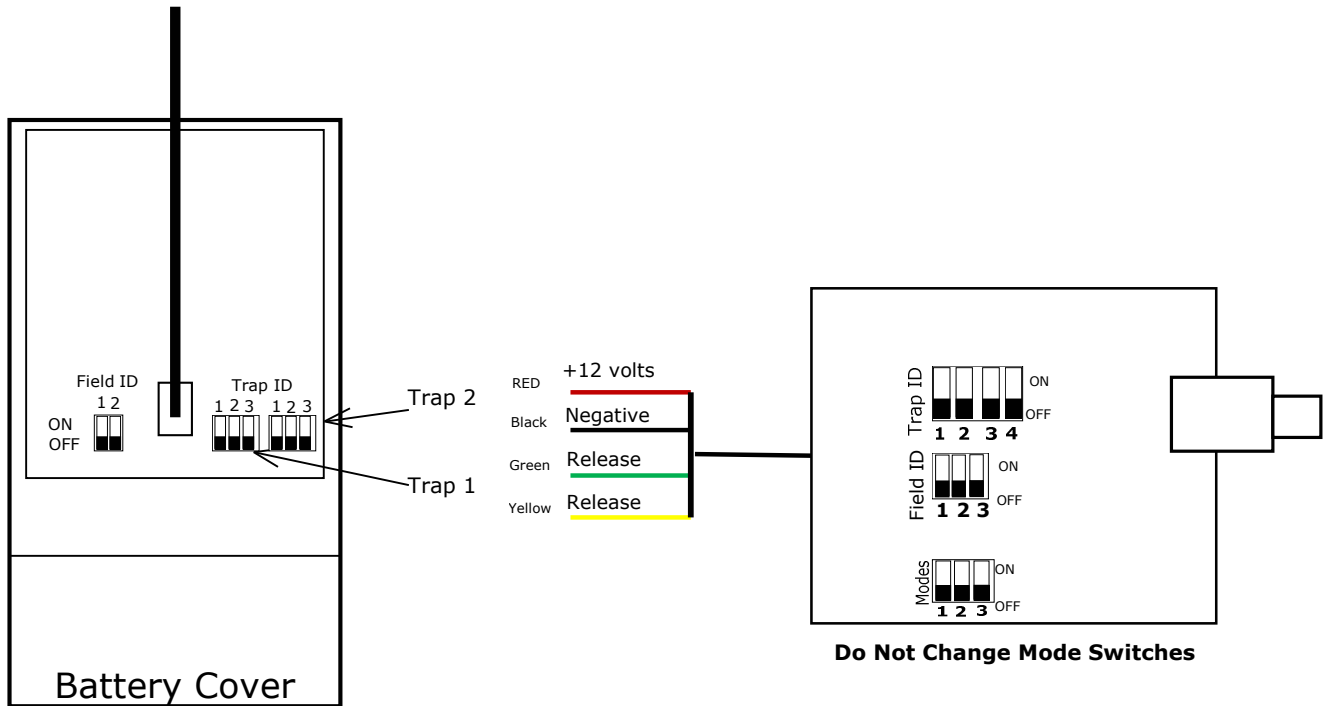 Field ID
1 2
ON
OFF
Trap ID
1 2 3 1 2 3
Trap 2
Trap 1
Battery Cover
RED +12 volts
Black Negative
Green Release
Yellow Release
Trap ID
ON
OFF
1 2 3 4
Field ID
ON
OFF
1 2 3
Modes
ON
OFF
1 2 3
Do Not Change Mode Switches